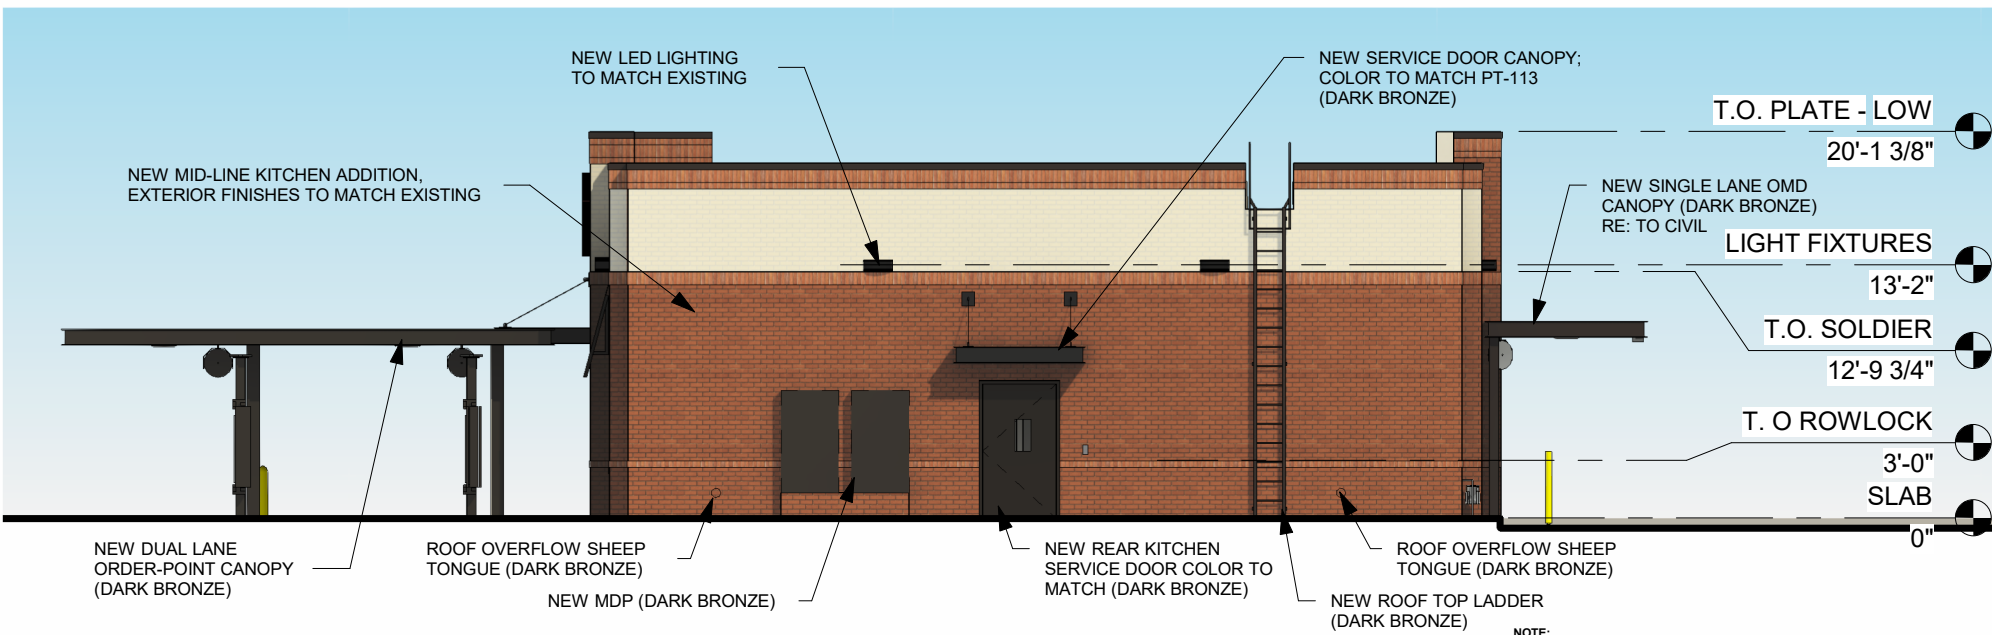 NEW LED LIGHTING
TO MATCH EXISTING
NEW SERVICE DOOR CANOPY;
COLOR TO MATCH PT-113
(DARK BRONZE)
T.O. PLATE - LOW
20'-1 3/8"
NEW MID-LINE KITCHEN ADDITION,
EXTERIOR FINISHES TO MATCH EXISTING
NEW SINGLE LANE OMD
CANOPY (DARK BRONZE)
RE: TO CIVIL
LIGHT FIXTURES
13'-2"
T.O. SOLDIER
12'-9 3/4"
T. O ROWLOCK
3'-0"
SLAB
0"
NEW DUAL LANE
ORDER-POINT CANOPY
(DARK BRONZE)
ROOF OVERFLOW SHEEP
TONGUE (DARK BRONZE)
NEW MDP (DARK BRONZE)
NEW REAR KITCHEN
SERVICE DOOR COLOR TO
MATCH (DARK BRONZE)
ROOF OVERFLOW SHEEP
TONGUE (DARK BRONZE)
NEW ROOF TOP LADDER
(DARK BRONZE)
NOTE: